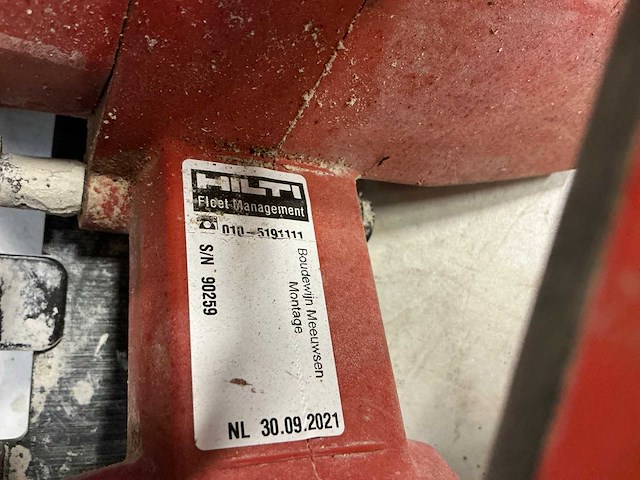 HILTI
Fleet Management
010-5191111
S/N 90259
Boudewijn Meeuwsen
Montage
NL 30.09.2021